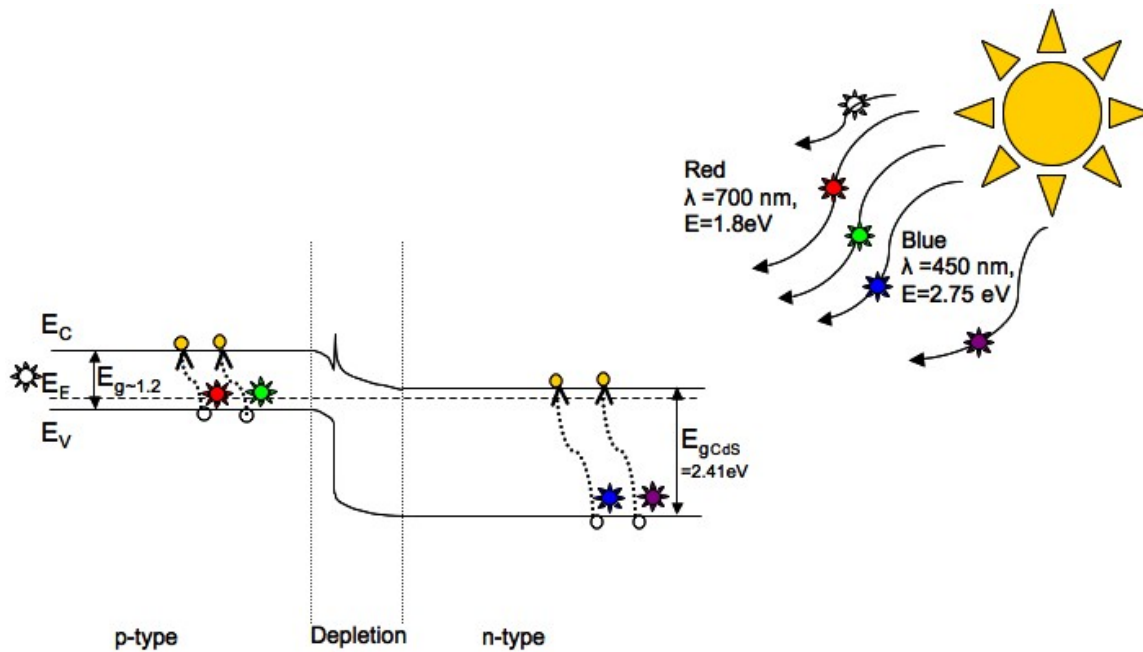 Red
λ =700 nm,
E=1.8eV
Blue
λ =450 nm,
E=2.75 eV
E_C
E_g~1.2
E_F
E_V
E_gCdS
=2.41eV
p-type
Depletion
n-type